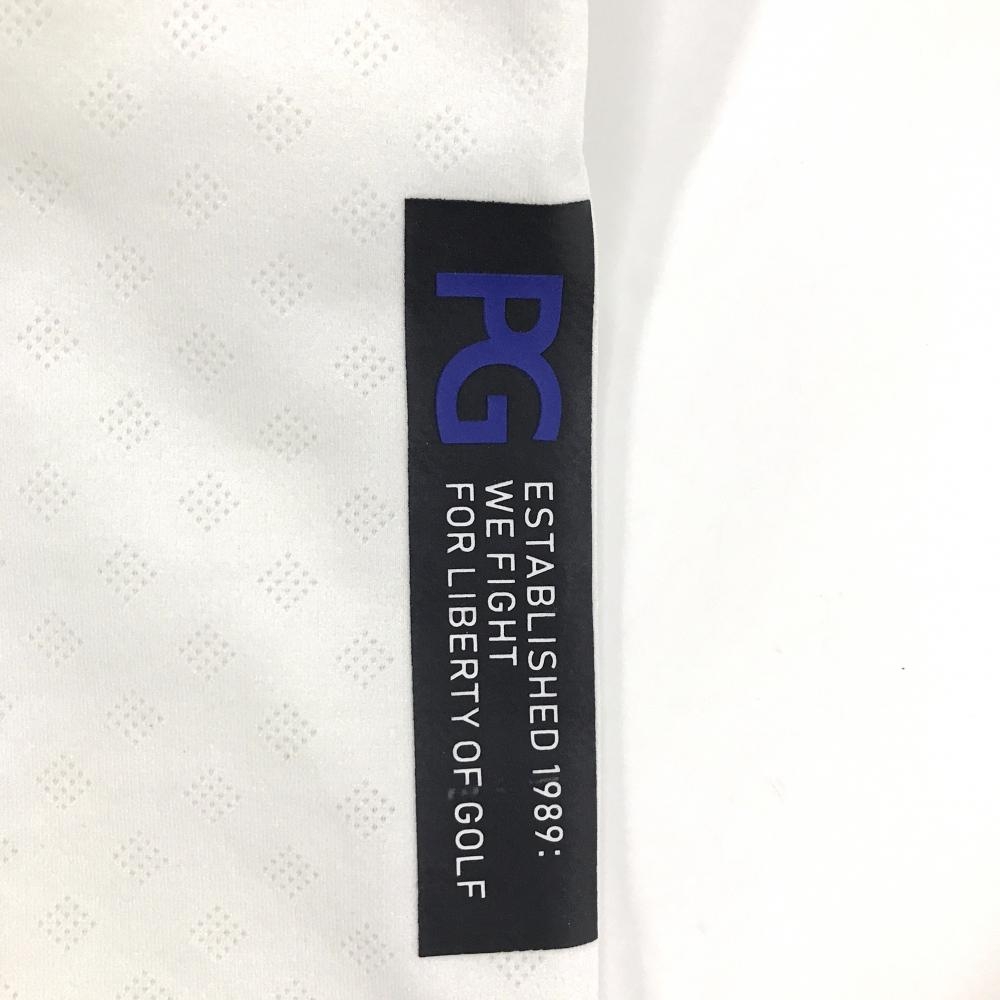 PG
ESTABLISHED 1989:
WE FIGHT
FOR LIBERTY OF GOLF